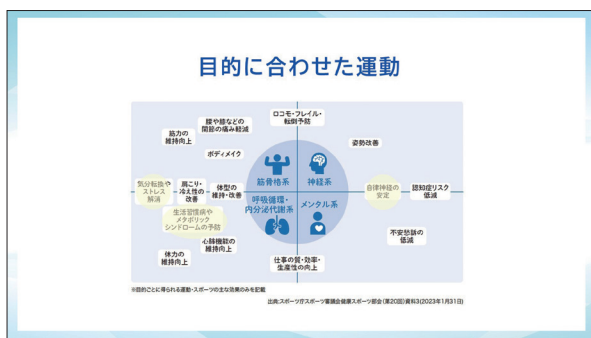 目的に合わせた運動
ロコモ・フレイル・
転倒予防
腰や膝などの
関節の痛み軽減
筋力の
維持向上
姿勢改善
ボディメイク
筋骨格系
神経系
気分転換や
ストレス
解消
肩こり・
冷え性の
改善
体型の
維持・改善
自律神経の
安定
認知症リスク
低減
呼吸循環・
内分泌代謝系
メンタル系
生活習慣病や
メタボリック
シンドロームの予防
不安愁訴の
低減
心肺機能の
維持向上
体力の
維持向上
仕事の質・効率・
生産性の向上
※目的ごとに得られる運動・スポーツの主な効果のみを記載
出典:スポーツ庁スポーツ審議会健康スポーツ部会(第20回)資料3(2023年1月31日)